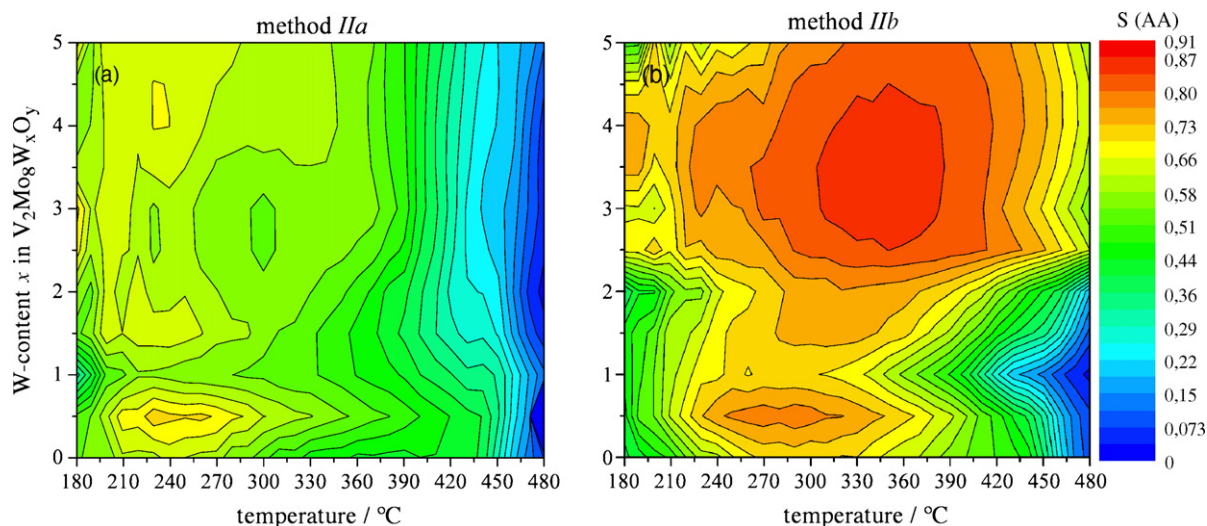 method IIa
method IIb
S (AA)
(a)
(b)
W-content x in V₂Mo₈WₓOᵧ
5
4
3
2
1
0
180 210 240 270 300 330 360 390 420 450 480
temperature / °C
5
4
3
2
1
0
180 210 240 270 300 330 360 390 420 450 480
temperature / °C
0,91
0,87
0,80
0,73
0,66
0,58
0,51
0,44
0,36
0,29
0,22
0,15
0,073
0